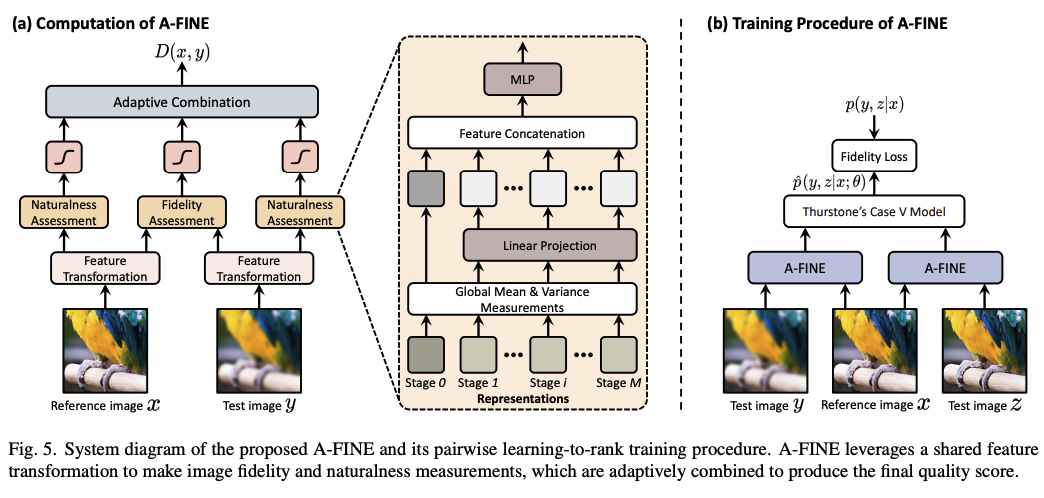 (a) Computation of A-FINE
D(x, y)
Adaptive Combination
Naturalness
Assessment
Fidelity
Assessment
Naturalness
Assessment
Feature
Transformation
Feature
Transformation
Reference image x
Test image y
MLP
Feature Concatenation
Linear Projection
Global Mean & Variance
Measurements
Stage 0
Stage 1
Stage i
Stage M
Representations
(b) Training Procedure of A-FINE
p(y, z|x)
Fidelity Loss
p̂(y, z|x; θ)
Thurstone's Case V Model
A-FINE
A-FINE
Test image y
Reference image x
Test image z
Fig. 5. System diagram of the proposed A-FINE and its pairwise learning-to-rank training procedure. A-FINE leverages a shared feature
transformation to make image fidelity and naturalness measurements, which are adaptively combined to produce the final quality score.